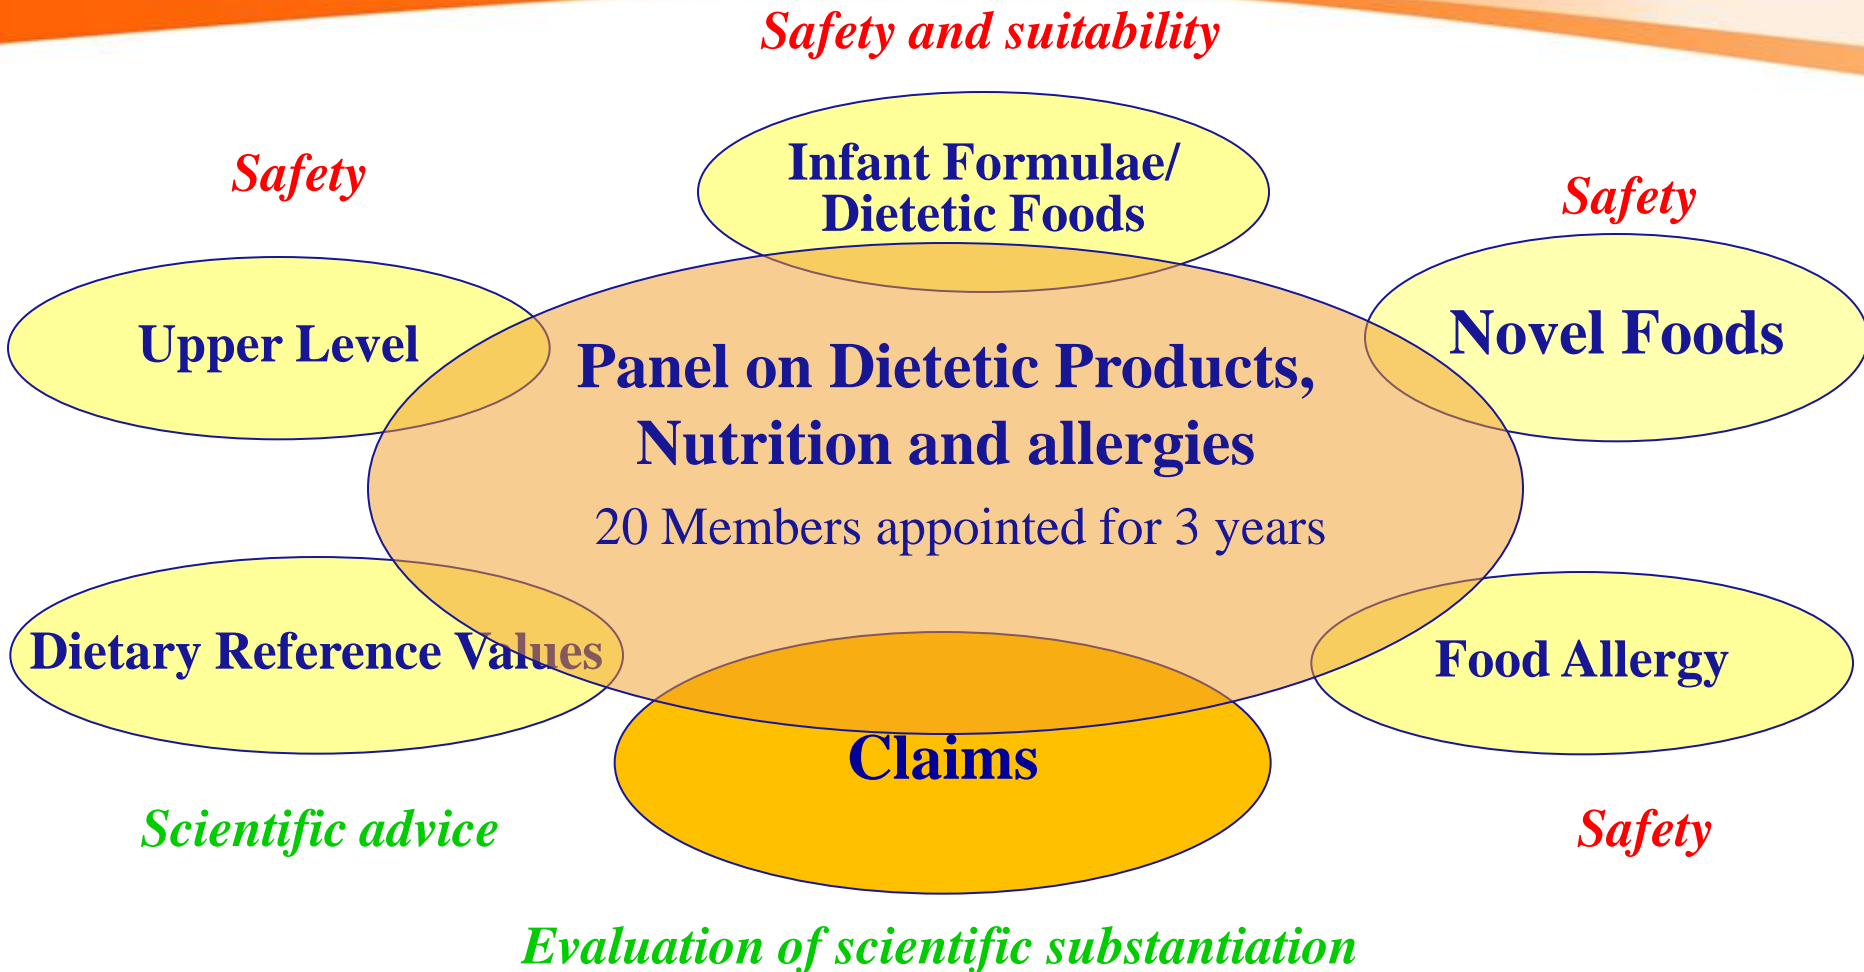 Safety and suitability
Safety
Infant Formulae/
Dietetic Foods
Safety
Upper Level
Novel Foods
Panel on Dietetic Products,
Nutrition and allergies
20 Members appointed for 3 years
Dietary Reference Values
Food Allergy
Claims
Scientific advice
Safety
Evaluation of scientific substantiation